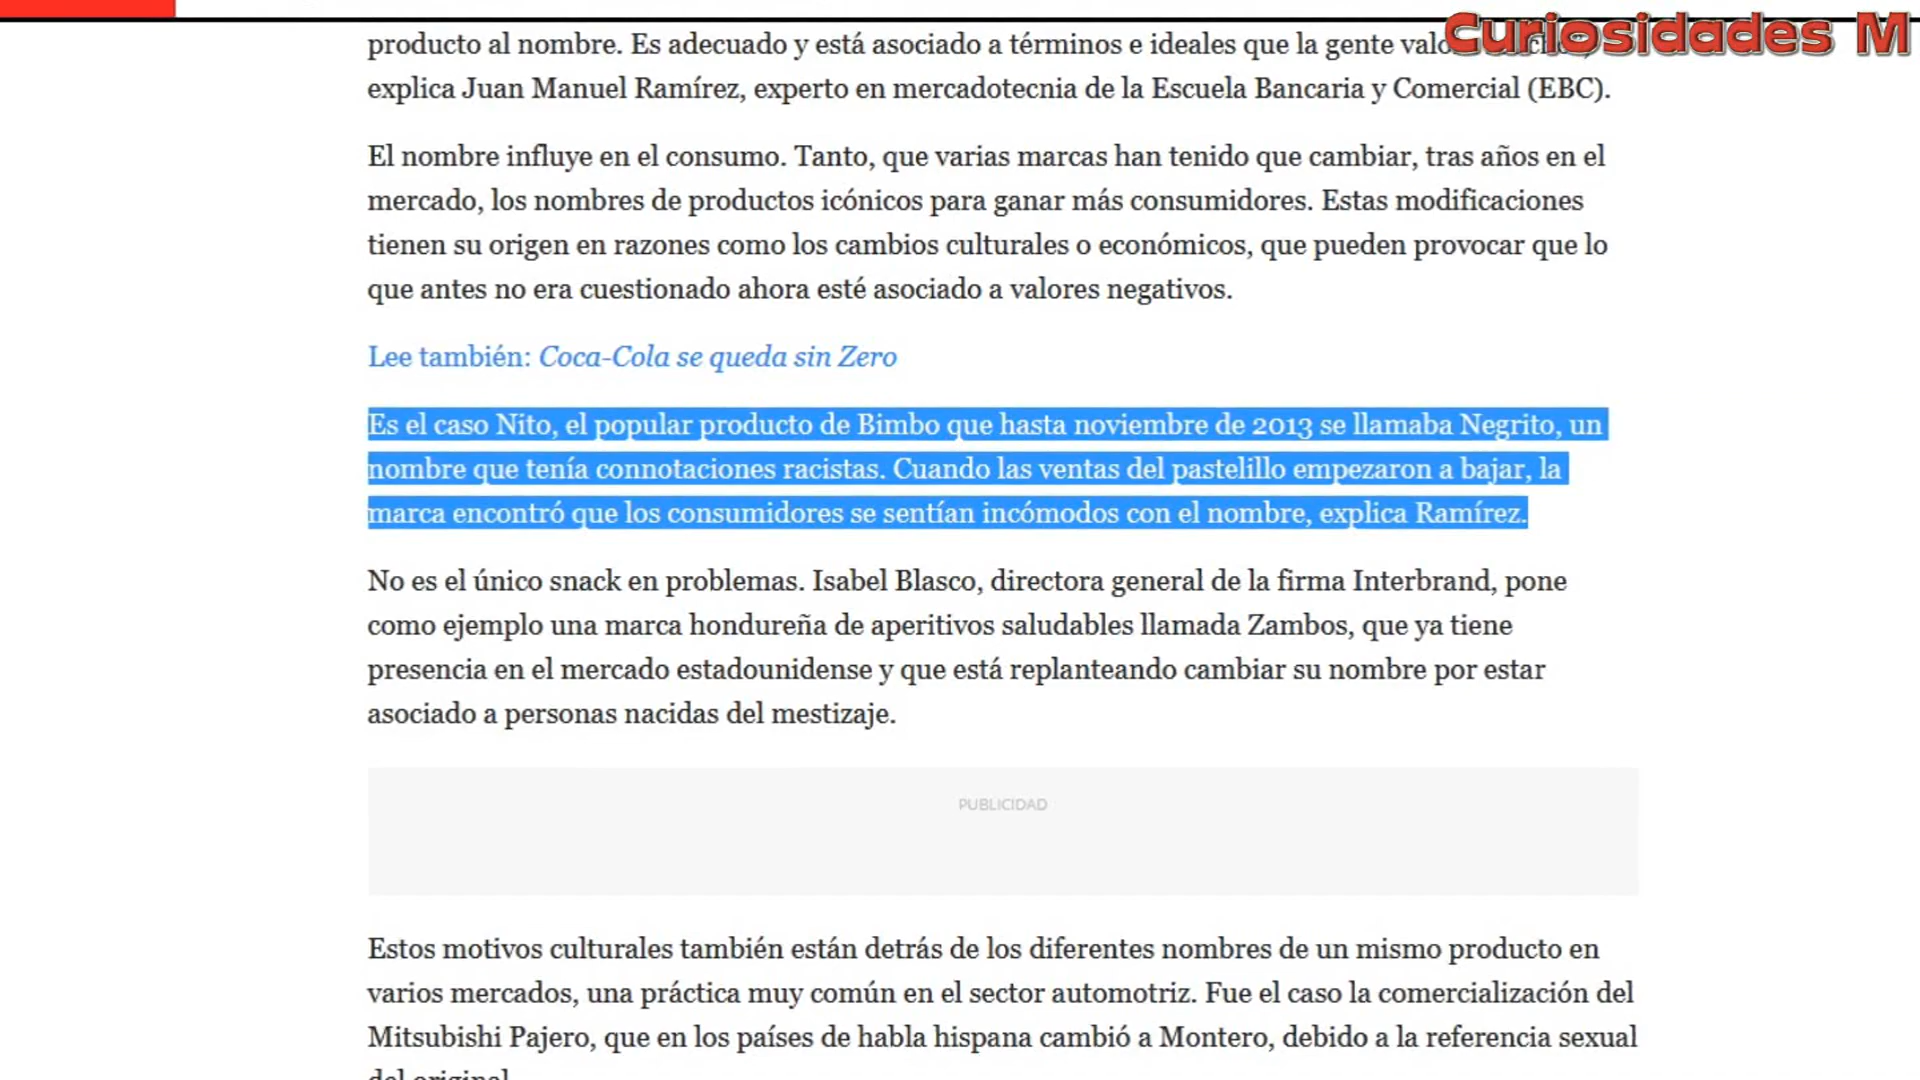 Curiosidades M
producto al nombre. Es adecuado y está asociado a términos e ideales que la gente
explica Juan Manuel Ramírez, experto en mercadotecnia de la Escuela Bancaria y Comercial (EBC).
El nombre influye en el consumo. Tanto, que varias marcas han tenido que cambiar, tras años en el
mercado, los nombres de productos icónicos para ganar más consumidores. Estas modificaciones
tienen su origen en razones como los cambios culturales o económicos, que pueden provocar que lo
que antes no era cuestionado ahora esté asociado a valores negativos.
Lee también: Coca-Cola se queda sin Zero
Es el caso Nito, el popular producto de Bimbo que hasta noviembre de 2013 se llamaba Negrito, un
nombre que tenía connotaciones racistas. Cuando las ventas del pastelillo empezaron a bajar, la
marca encontró que los consumidores se sentían incómodos con el nombre, explica Ramírez.
No es el único snack en problemas. Isabel Blasco, directora general de la firma Interbrand, pone
como ejemplo una marca hondureña de aperitivos saludables llamada Zambos, que ya tiene
presencia en el mercado estadounidense y que está replanteando cambiar su nombre por estar
asociado a personas nacidas del mestizaje.
PUBLICIDAD
Estos motivos culturales también están detrás de los diferentes nombres de un mismo producto en
varios mercados, una práctica muy común en el sector automotriz. Fue el caso la comercialización del
Mitsubishi Pajero, que en los países de habla hispana cambió a Montero, debido a la referencia sexual
del original